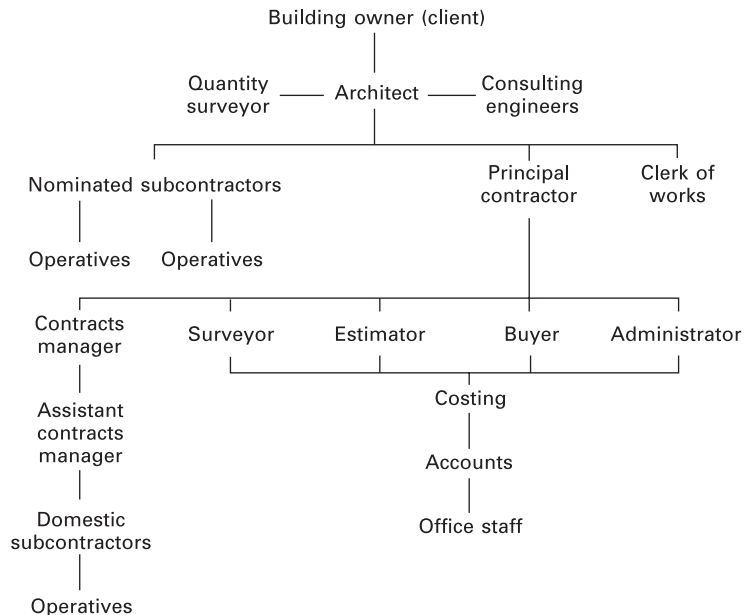 Building owner (client)
Quantity
surveyor
Architect
Consulting
engineers
Nominated subcontractors
Principal
contractor
Clerk of
works
Operatives
Operatives
Contracts
manager
Surveyor
Estimator
Buyer
Administrator
Costing
Assistant
contracts
manager
Accounts
Domestic
subcontractors
Office staff
Operatives